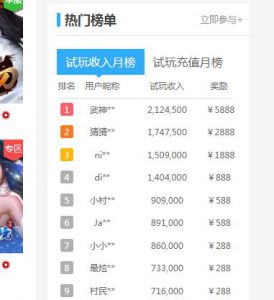 热门榜单 立即参与+
试玩收入月榜 试玩充值月榜
排名 用户昵称 试玩收入 奖励
1 武神** 2,124,500 ￥5888
2 猜猜** 1,747,500 ￥2888
3 ni** 1,509,000 ￥1888
4 di** 1,404,000 ￥888
5 小村** 909,000 ￥588
6 Ja** 891,000 ￥588
7 小小** 860,000 ￥288
8 最炫** 733,000 ￥288
9 村民** 716,000 ￥288
专区